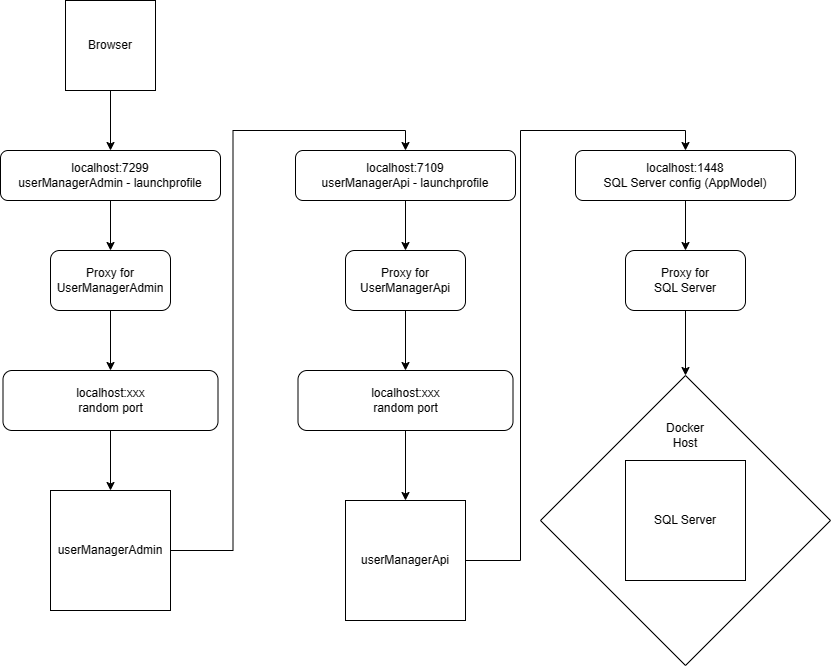 Browser
localhost:7299
userManagerAdmin - launchprofile
Proxy for
UserManagerAdmin
localhost:xxx
random port
userManagerAdmin
localhost:7109
userManagerApi - launchprofile
Proxy for
UserManagerApi
localhost:xxx
random port
userManagerApi
localhost:1448
SQL Server config (AppModel)
Proxy for
SQL Server
Docker
Host
SQL Server